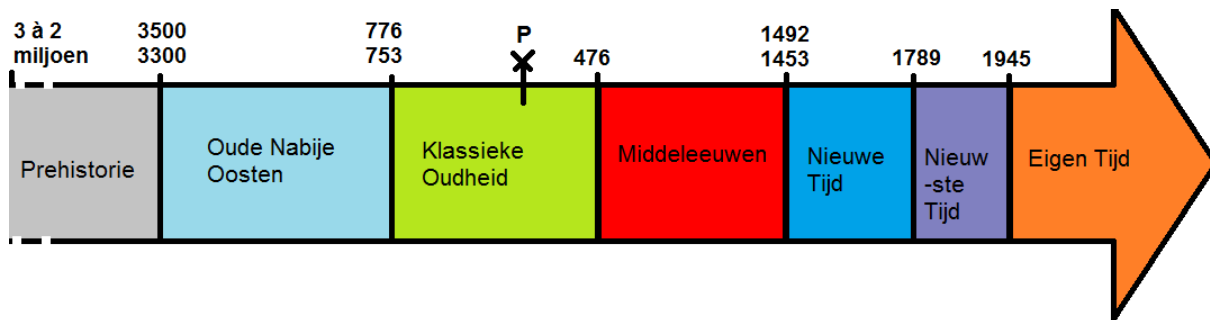 3 à 2
miljoen
3500
3300
776
753
P
476
1492
1453
1789
1945
Prehistorie
Oude Nabije
Oosten
Klassieke
Oudheid
Middeleeuwen
Nieuwe
Tijd
Nieuw
-ste
Tijd
Eigen Tijd